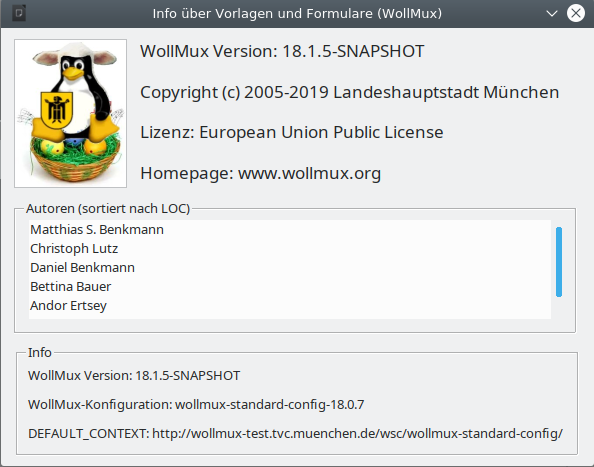 Info über Vorlagen und Formulare (WollMux)
WollMux Version: 18.1.5-SNAPSHOT
Copyright (c) 2005-2019 Landeshauptstadt München
Lizenz: European Union Public License
Homepage: www.wollmux.org
Autoren (sortiert nach LOC)
Matthias S. Benkmann
Christoph Lutz
Daniel Benkmann
Bettina Bauer
Andor Ertsey
Info
WollMux Version: 18.1.5-SNAPSHOT
WollMux-Konfiguration: wollmux-standard-config-18.0.7
DEFAULT_CONTEXT: http://wollmux-test.tvc.muenchen.de/wsc/wollmux-standard-config/